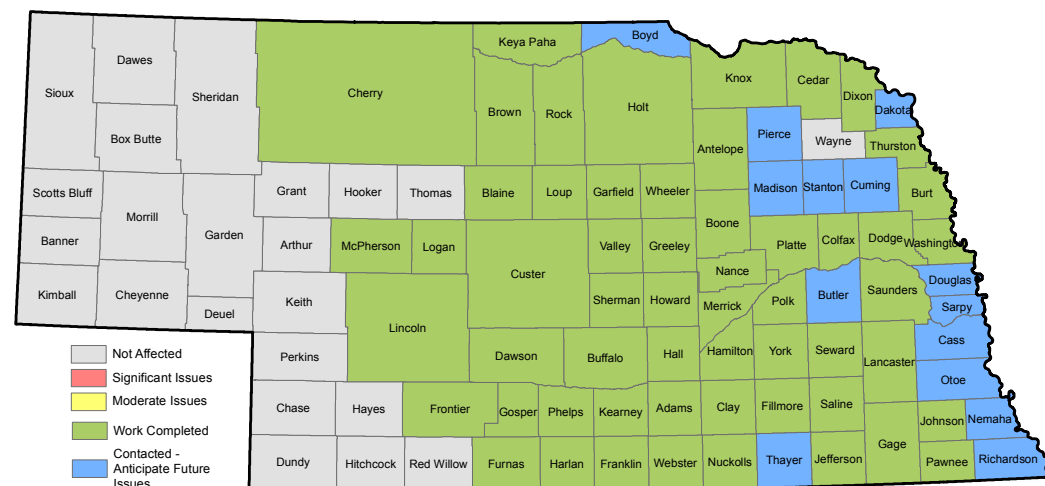 Keya Paha
Boyd
Dawes
Sioux
Sheridan
Cherry
Knox
Cedar
Dixon
Dakota
Brown
Rock
Holt
Box Butte
Antelope
Pierce
Wayne
Thurston
Scotts Bluff
Grant
Hooker
Thomas
Blaine
Loup
Garfield
Wheeler
Madison
Stanton
Cuming
Burt
Morrill
Garden
Banner
Arthur
McPherson
Logan
Custer
Valley
Greeley
Boone
Platte
Colfax
Dodge
Washington
Nance
Kimball
Cheyenne
Deuel
Keith
Lincoln
Sherman
Howard
Merrick
Polk
Butler
Saunders
Douglas
Sarpy
Perkins
Dawson
Buffalo
Hall
Hamilton
York
Seward
Lancaster
Cass
Otoe
Chase
Hayes
Frontier
Gosper
Phelps
Kearney
Adams
Clay
Fillmore
Saline
Johnson
Nemaha
Dundy
Hitchcock
Red Willow
Furnas
Harlan
Franklin
Webster
Nuckolls
Thayer
Jefferson
Gage
Pawnee
Richardson
Not Affected
Significant Issues
Moderate Issues
Work Completed
Contacted -
Anticipate Future
Issues